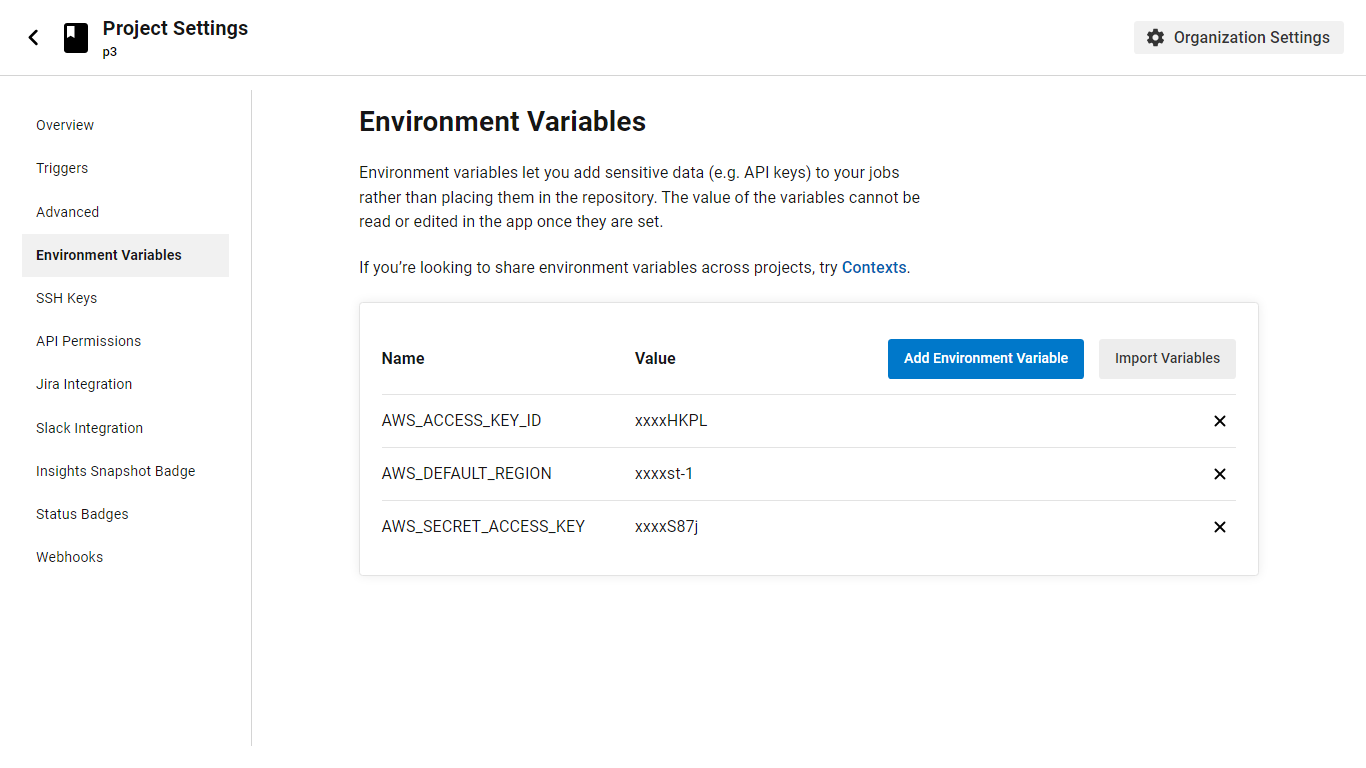 Project Settings
p3
Organization Settings
Overview
Triggers
Advanced
Environment Variables
SSH Keys
API Permissions
Jira Integration
Slack Integration
Insights Snapshot Badge
Status Badges
Webhooks
Environment Variables
Environment variables let you add sensitive data (e.g. API keys) to your jobs
rather than placing them in the repository. The value of the variables cannot be
read or edited in the app once they are set.
If you’re looking to share environment variables across projects, try Contexts.
Name Value Add Environment Variable Import Variables
AWS_ACCESS_KEY_ID xxxxHKPL
AWS_DEFAULT_REGION xxxxst-1
AWS_SECRET_ACCESS_KEY xxxxS87j